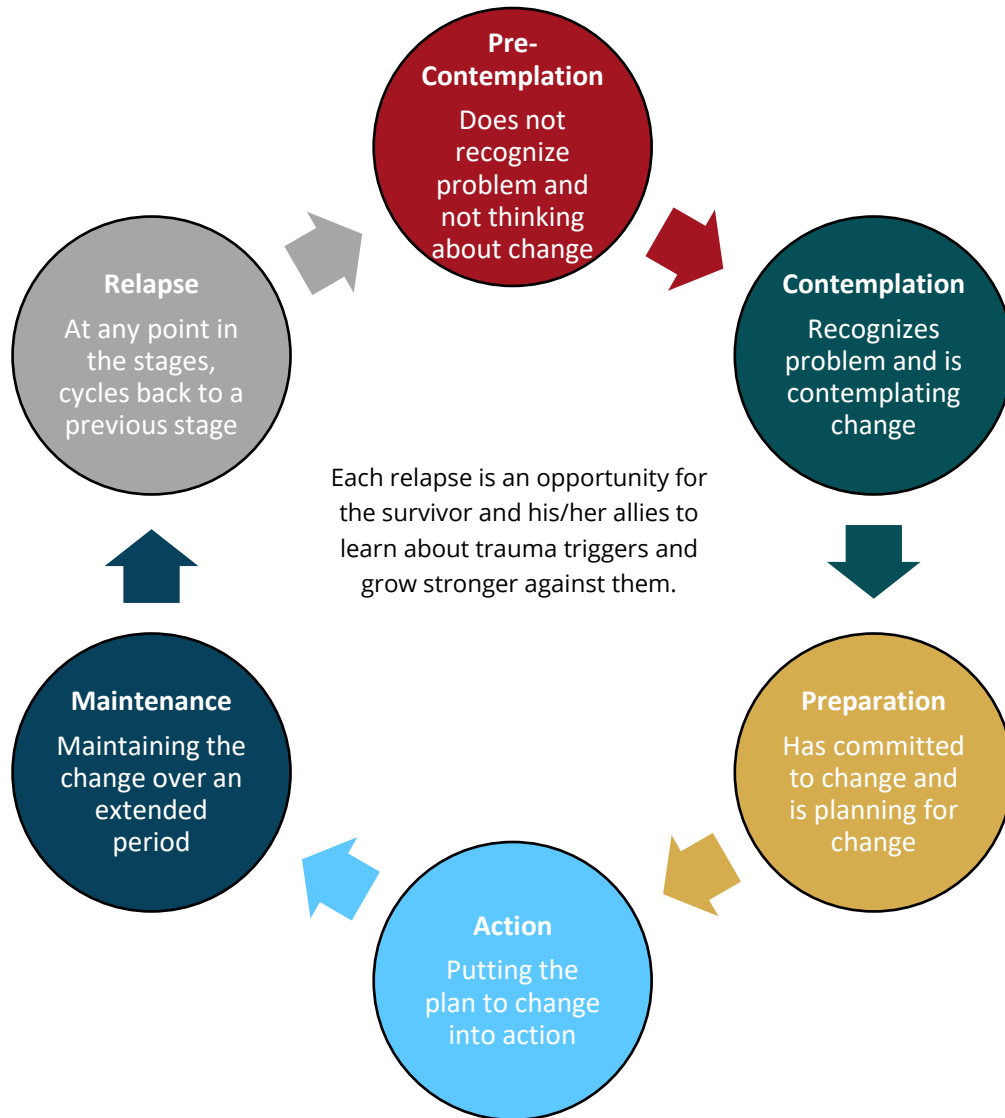 Pre-
Contemplation
Does not
recognize
problem and
not thinking
about change
Contemplation
Recognizes
problem and is
contemplating
change
Preparation
Has committed
to change and
is planning for
change
Action
Putting the
plan to change
into action
Maintenance
Maintaining the
change over an
extended
period
Relapse
At any point in
the stages,
cycles back to a
previous stage
Each relapse is an opportunity for
the survivor and his/her allies to
learn about trauma triggers and
grow stronger against them.